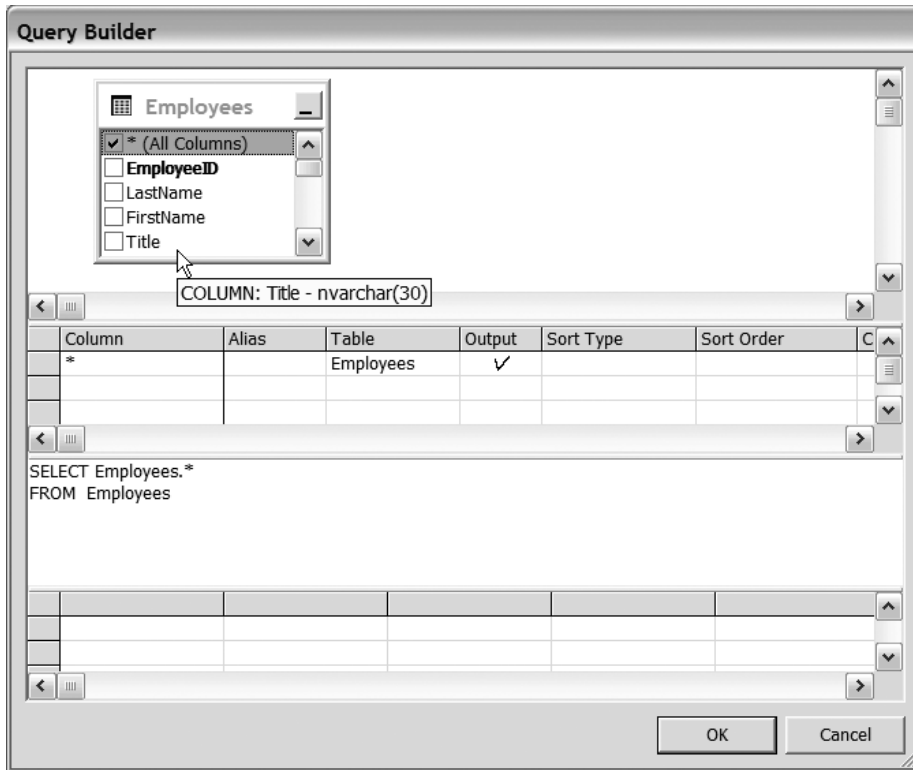 Query Builder
Employees
* (All Columns)
EmployeeID
LastName
FirstName
Title
COLUMN: Title - nvarchar(30)
Column Alias Table Output Sort Type Sort Order C
* Employees
SELECT Employees.*
FROM Employees
OK Cancel